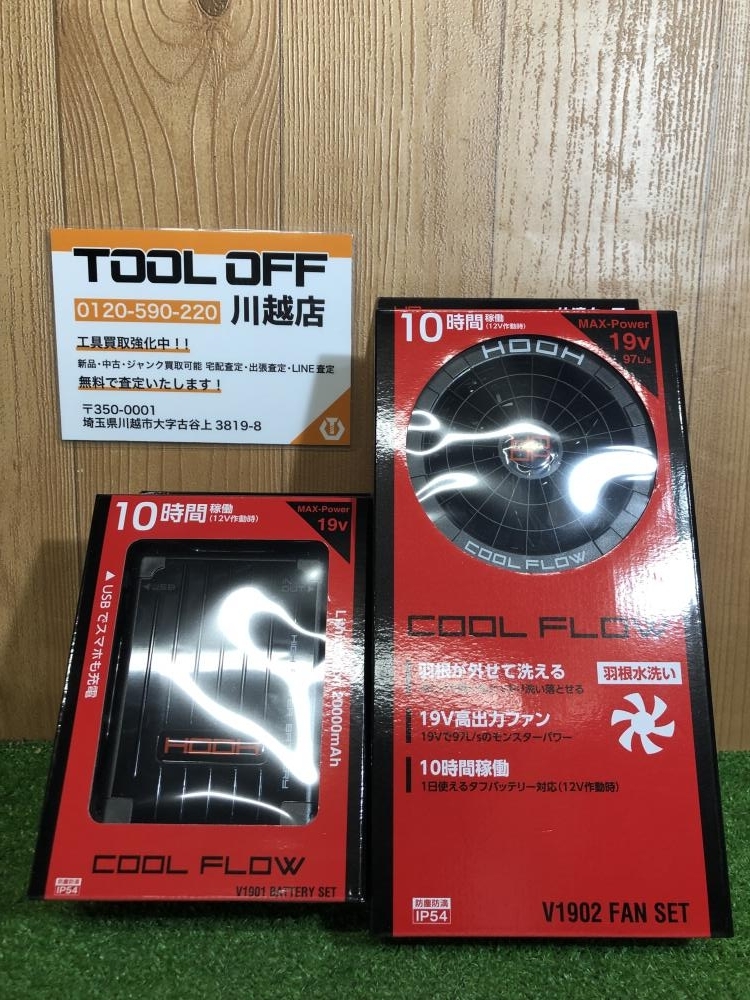 TOOL OFF
0120-590-220 川越店
工具買取強化中！！
新品・中古・ジャンク買取可能 宅配査定・出張査定・LINE査定
無料で査定いたします！
〒350-0001
埼玉県川越市大字古谷上 3819-8
10時間稼働(12V作動時)
MAX-Power
19v
▲USBでスマホも充電
USB
OUT
20000mAh
HOOH
COOL FLOW
V1901 BATTERY SET
防塵防滴
IP54
10時間稼働(12V作動時)
MAX-Power
19v
97L/s
HOOH
COOL FLOW
COOL FLOW
羽根が外せて洗える
洗い落とせる
羽根水洗い
19V高出力ファン
19Vで97L/sのモンスターパワー
10時間稼働
1日使えるタフバッテリー対応(12V作動時)
防塵防滴
IP54
V1902 FAN SET